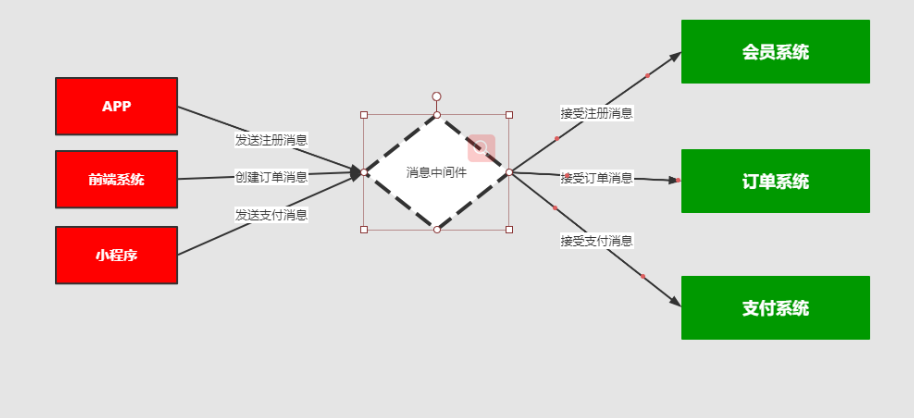 会员系统
APP
接受注册消息
发送注册消息
前端系统
创建订单消息
消息中间件
接受订单消息
订单系统
发送支付消息
小程序
接受支付消息
支付系统